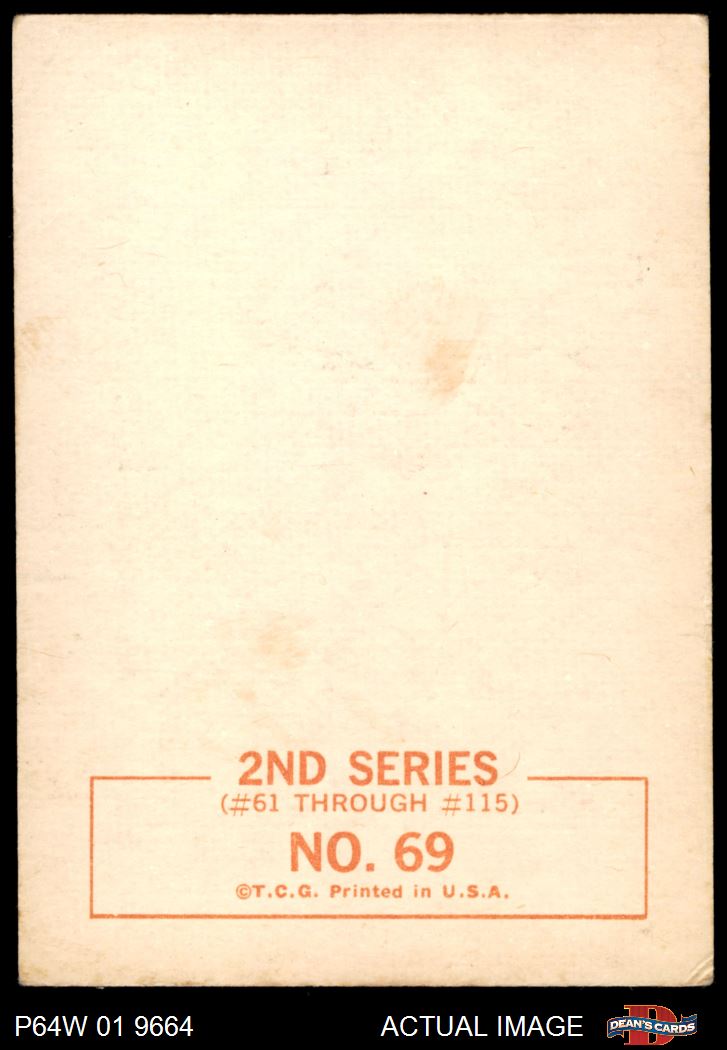 2ND SERIES
(#61 THROUGH #115)
NO. 69
©T.C.G. Printed in U.S.A.
P64W 01 9664
ACTUAL IMAGE
D
DEAN'S CARDS